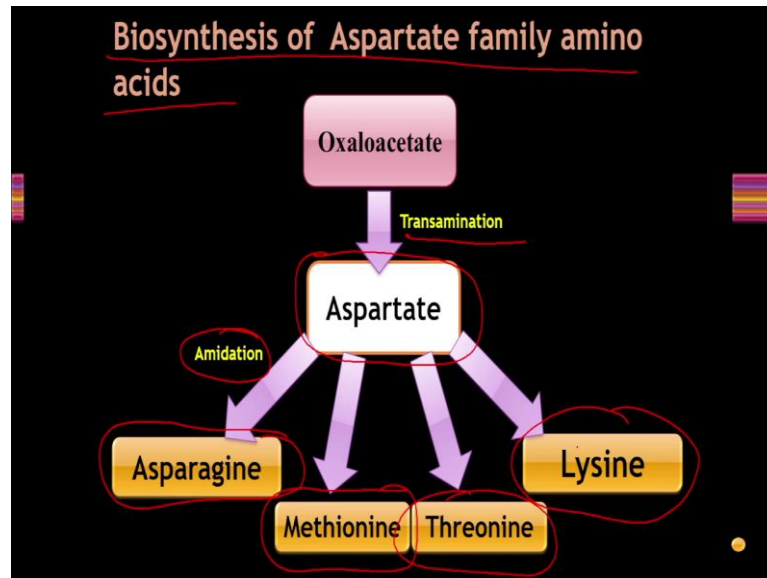 Biosynthesis of Aspartate family amino
acids
Oxaloacetate
Transamination
Aspartate
Amidation
Asparagine
Lysine
Methionine
Threonine